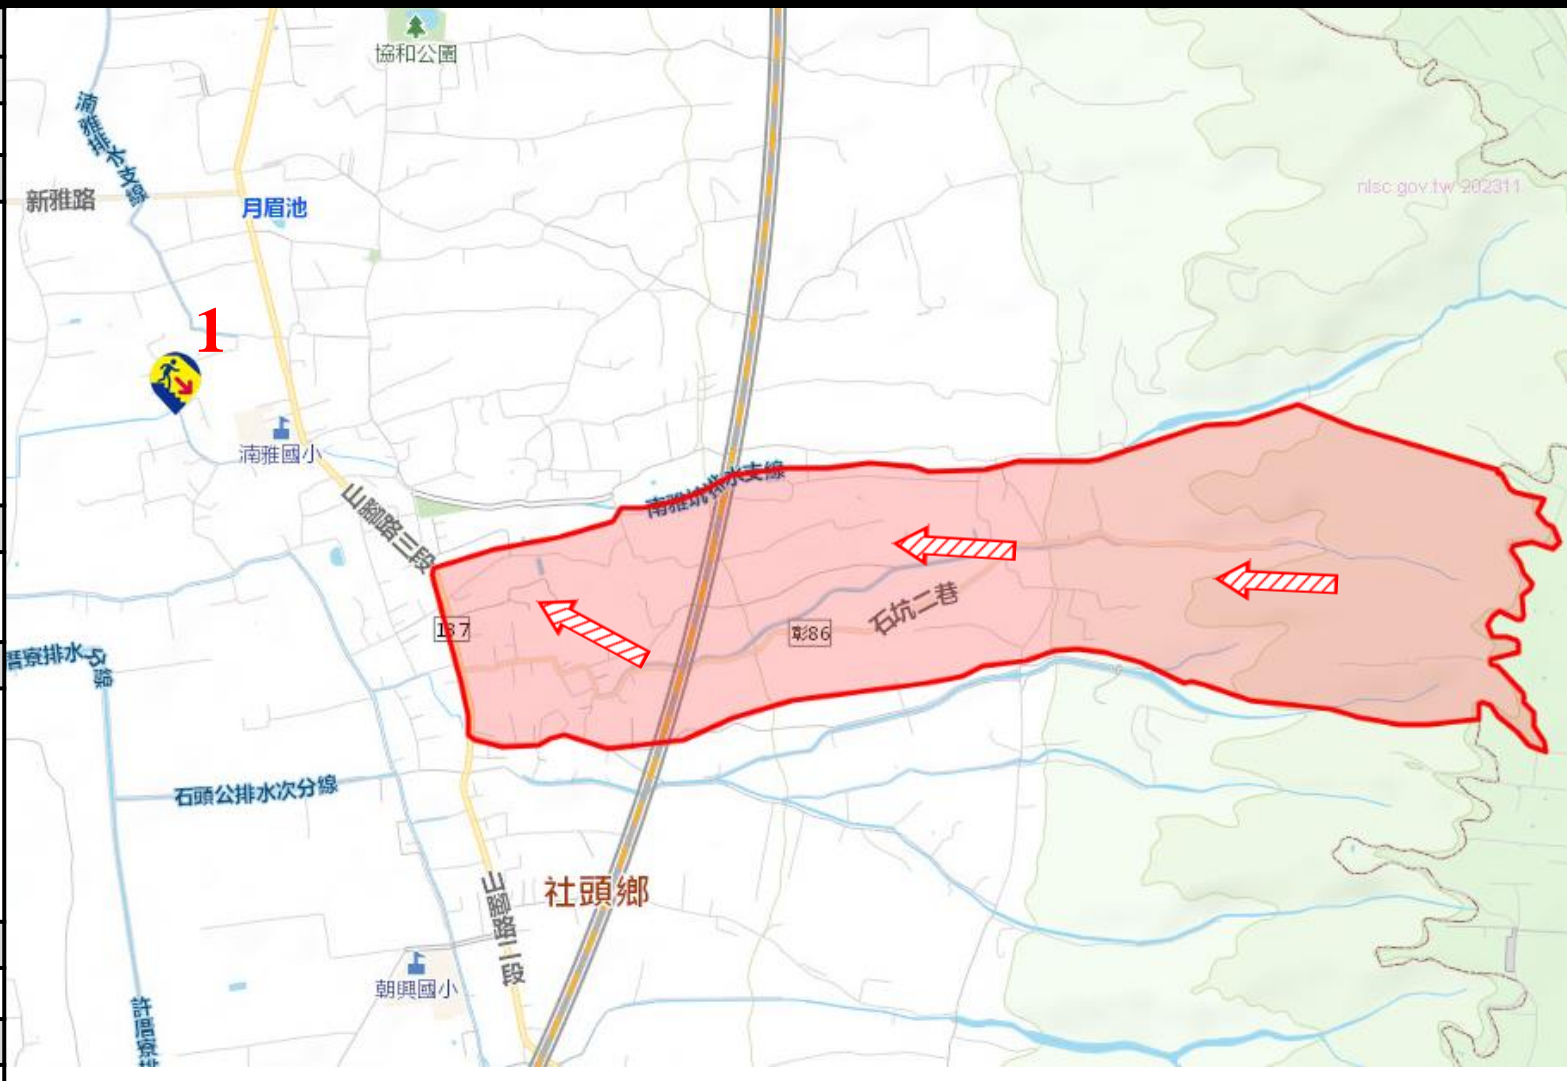 協和公園
湳雅排水支線
新雅路
月眉池
nlsc.gov.tw 202311
1
湳雅國小
山腳路三段
湳雅坑排水支線
137
彰86
石坑二巷
石頭公排水次分線
社頭鄉
山腳路二段
朝興國小